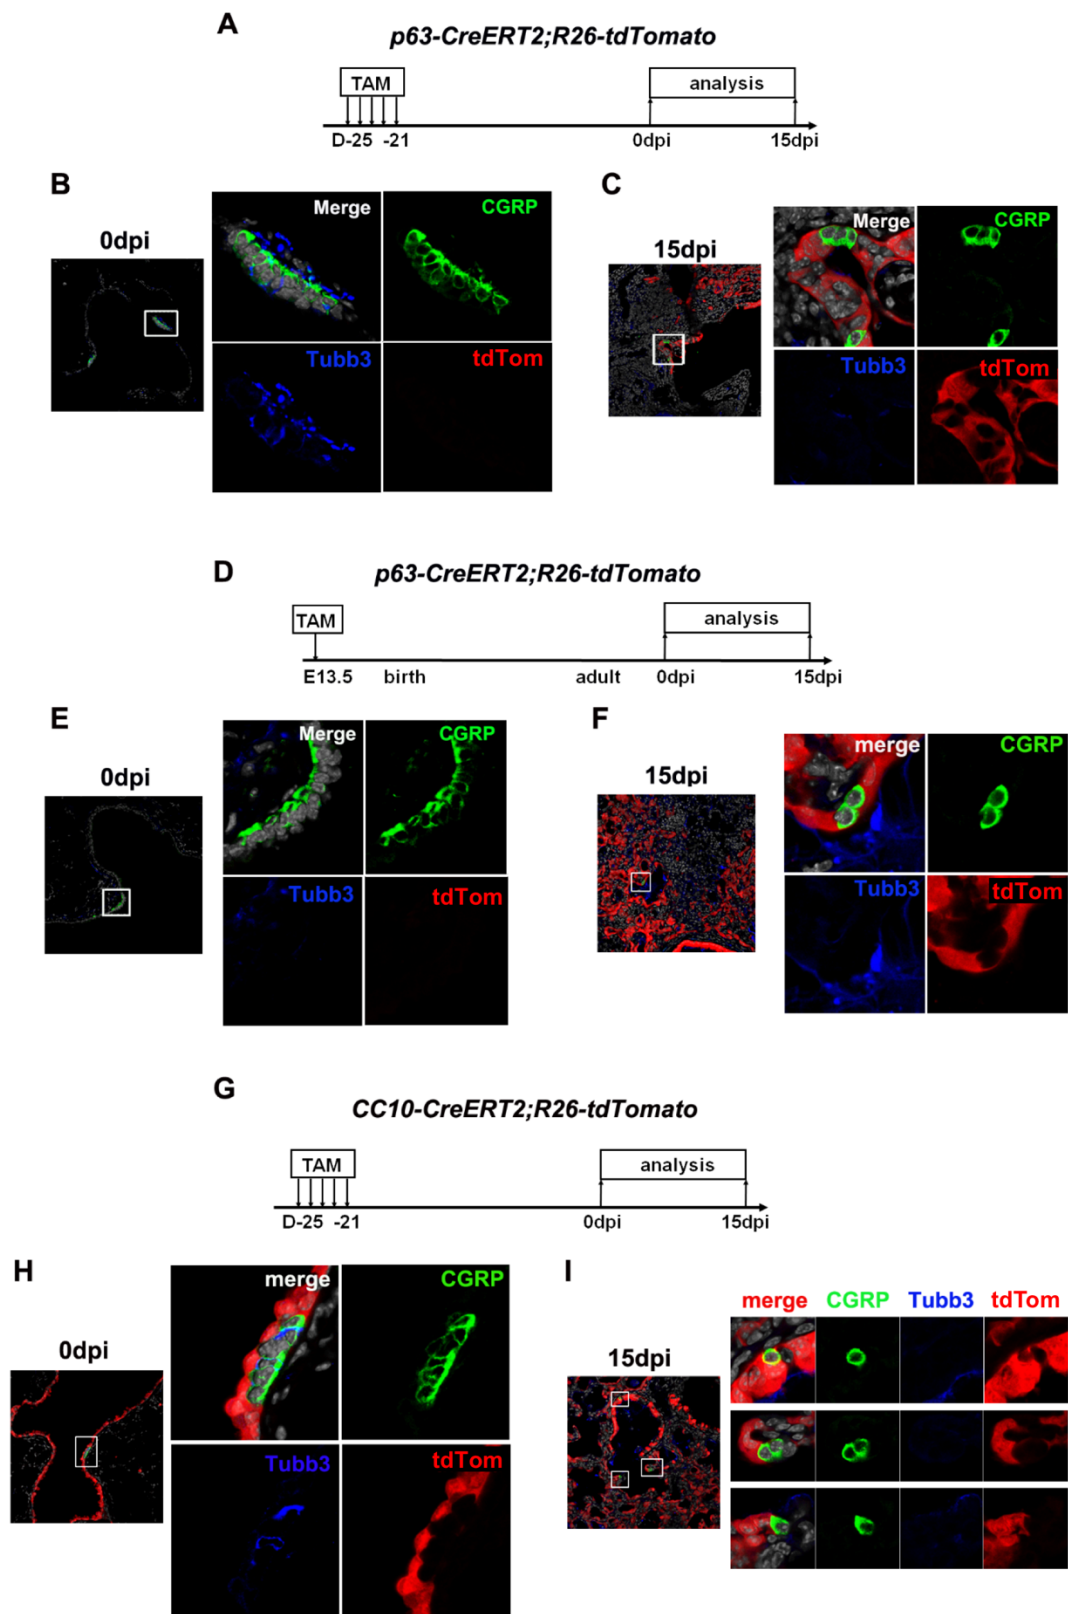 A
p63-CreERT2;R26-tdTomato
TAM
analysis
D-25 -21
0dpi
15dpi
B
0dpi
Merge
CGRP
Tubb3
tdTom
C
15dpi
Merge
CGRP
Tubb3
tdTom
D
p63-CreERT2;R26-tdTomato
TAM
analysis
E13.5
birth
adult
0dpi
15dpi
E
0dpi
Merge
CGRP
Tubb3
tdTom
F
15dpi
merge
CGRP
Tubb3
tdTom
G
CC10-CreERT2;R26-tdTomato
TAM
analysis
D-25 -21
0dpi
15dpi
H
0dpi
merge
CGRP
Tubb3
tdTom
I
15dpi
merge
CGRP
Tubb3
tdTom